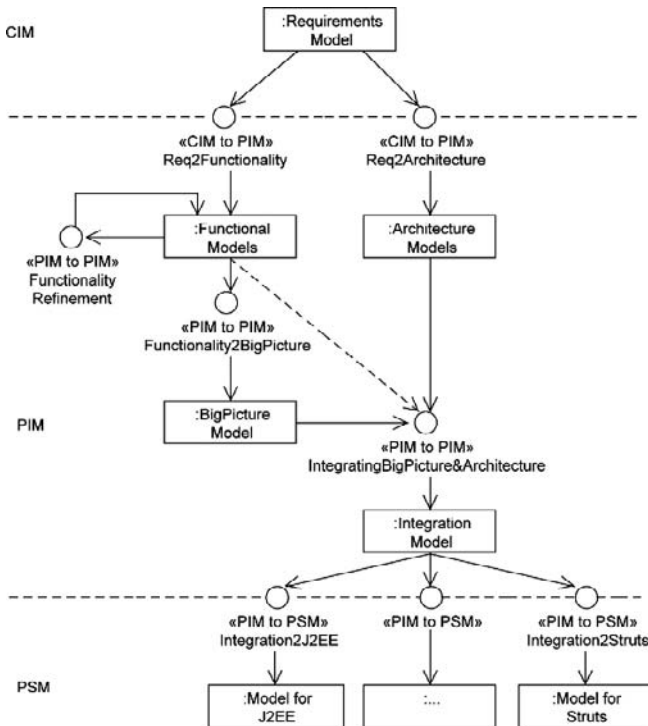 CIM
:Requirements
Model
«CIM to PIM»
Req2Functionality
«CIM to PIM»
Req2Architecture
:Functional
Models
:Architecture
Models
«PIM to PIM»
Functionality
Refinement
«PIM to PIM»
Functionality2BigPicture
PIM
:BigPicture
Model
«PIM to PIM»
IntegratingBigPicture&Architecture
:Integration
Model
«PIM to PSM»
Integration2J2EE
«PIM to PSM»
«PIM to PSM»
Integration2Struts
PSM
:Model for
J2EE
:...
:Model for
Struts